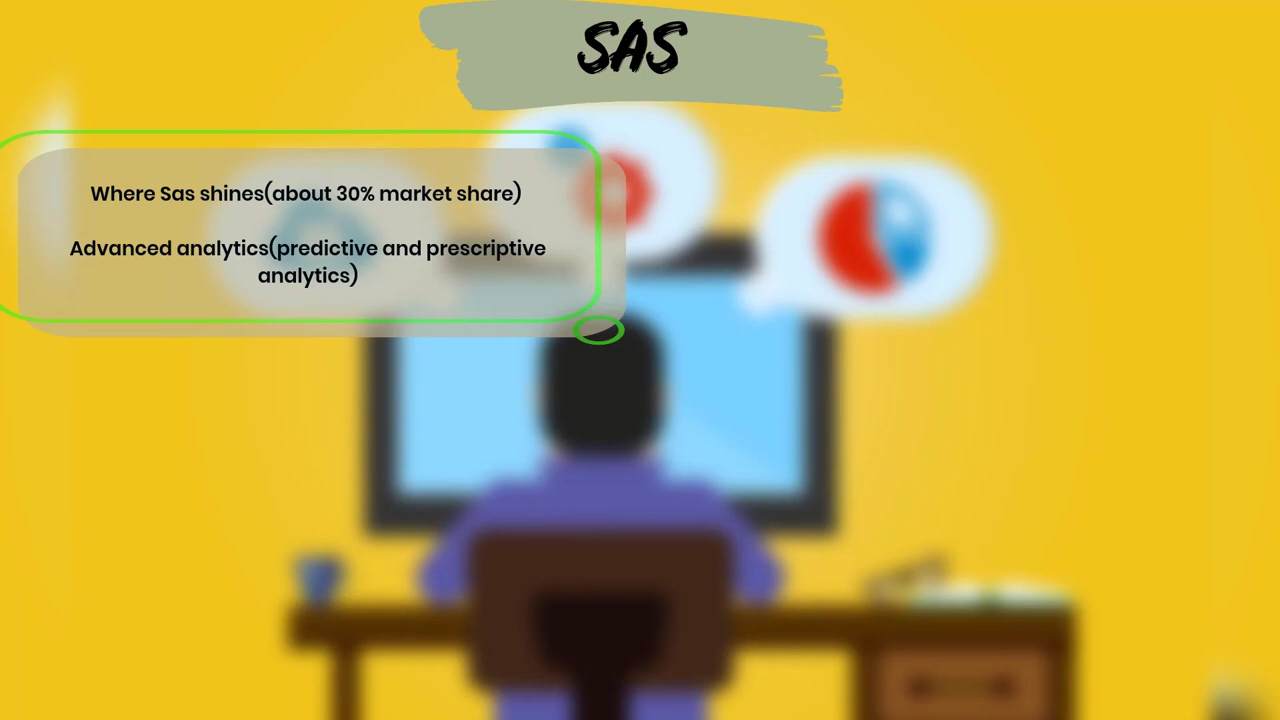 SAS
Where Sas shines(about 30% market share)
Advanced analytics(predictive and prescriptive
analytics)